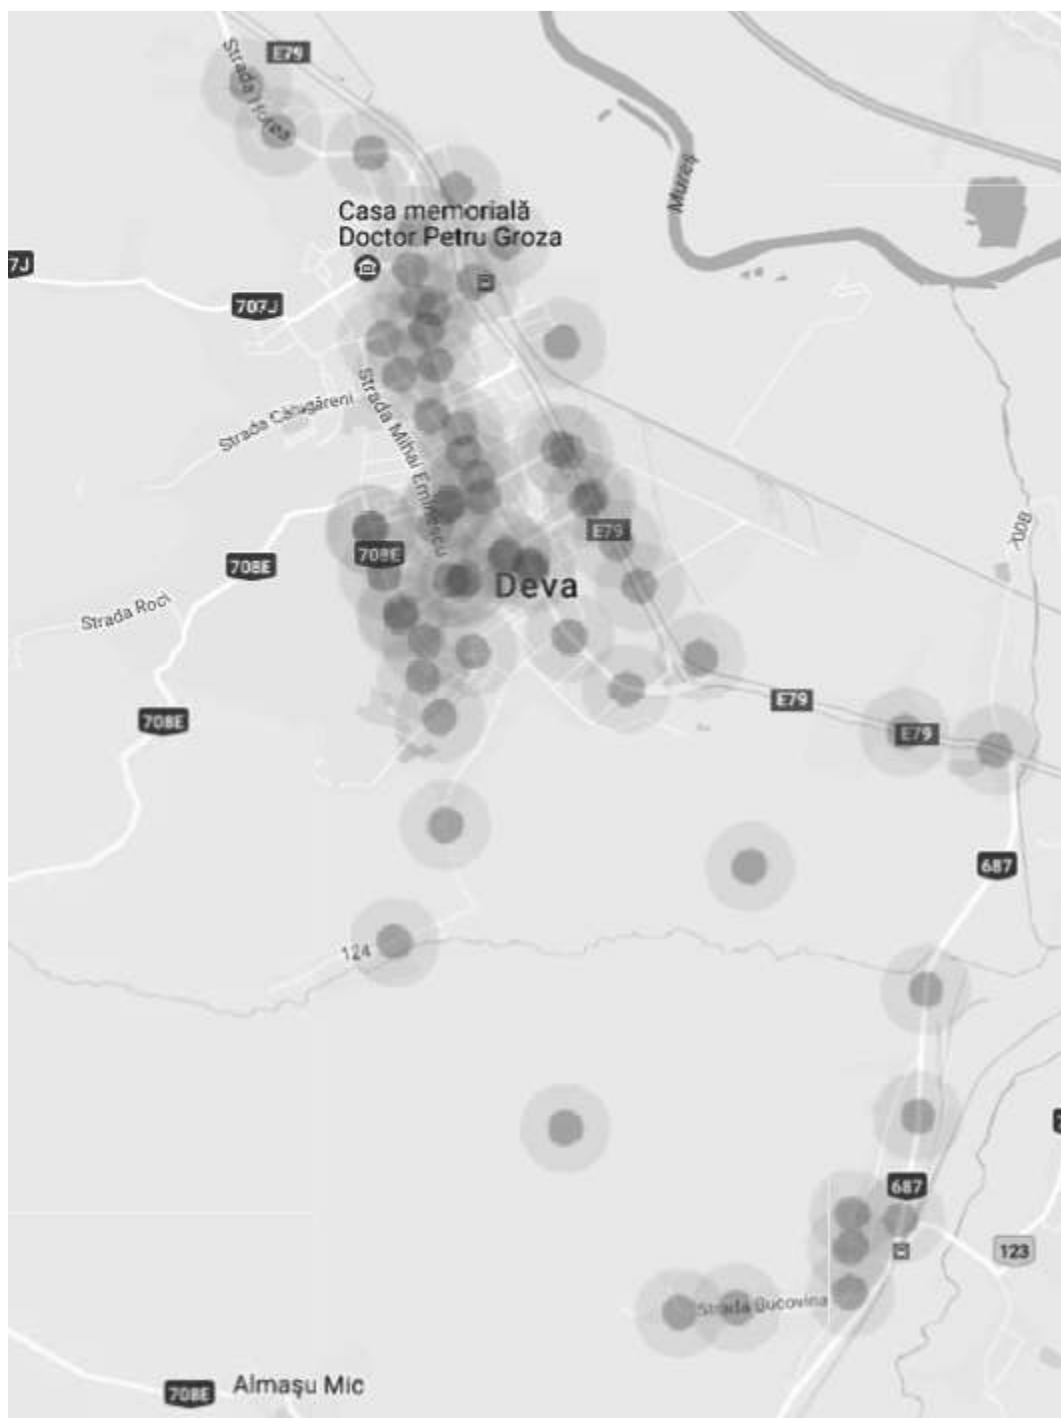 E79
Strada Horea
Mureș
Casa memorială
Doctor Petru Groza
7J
707J
Strada Călugăreni
Strada Mihai Eminescu
E79
708E
708E
Deva
Strada Roci
708E
E79
E79
687
124
687
123
Strada Bucovina
708E
Almașu Mic